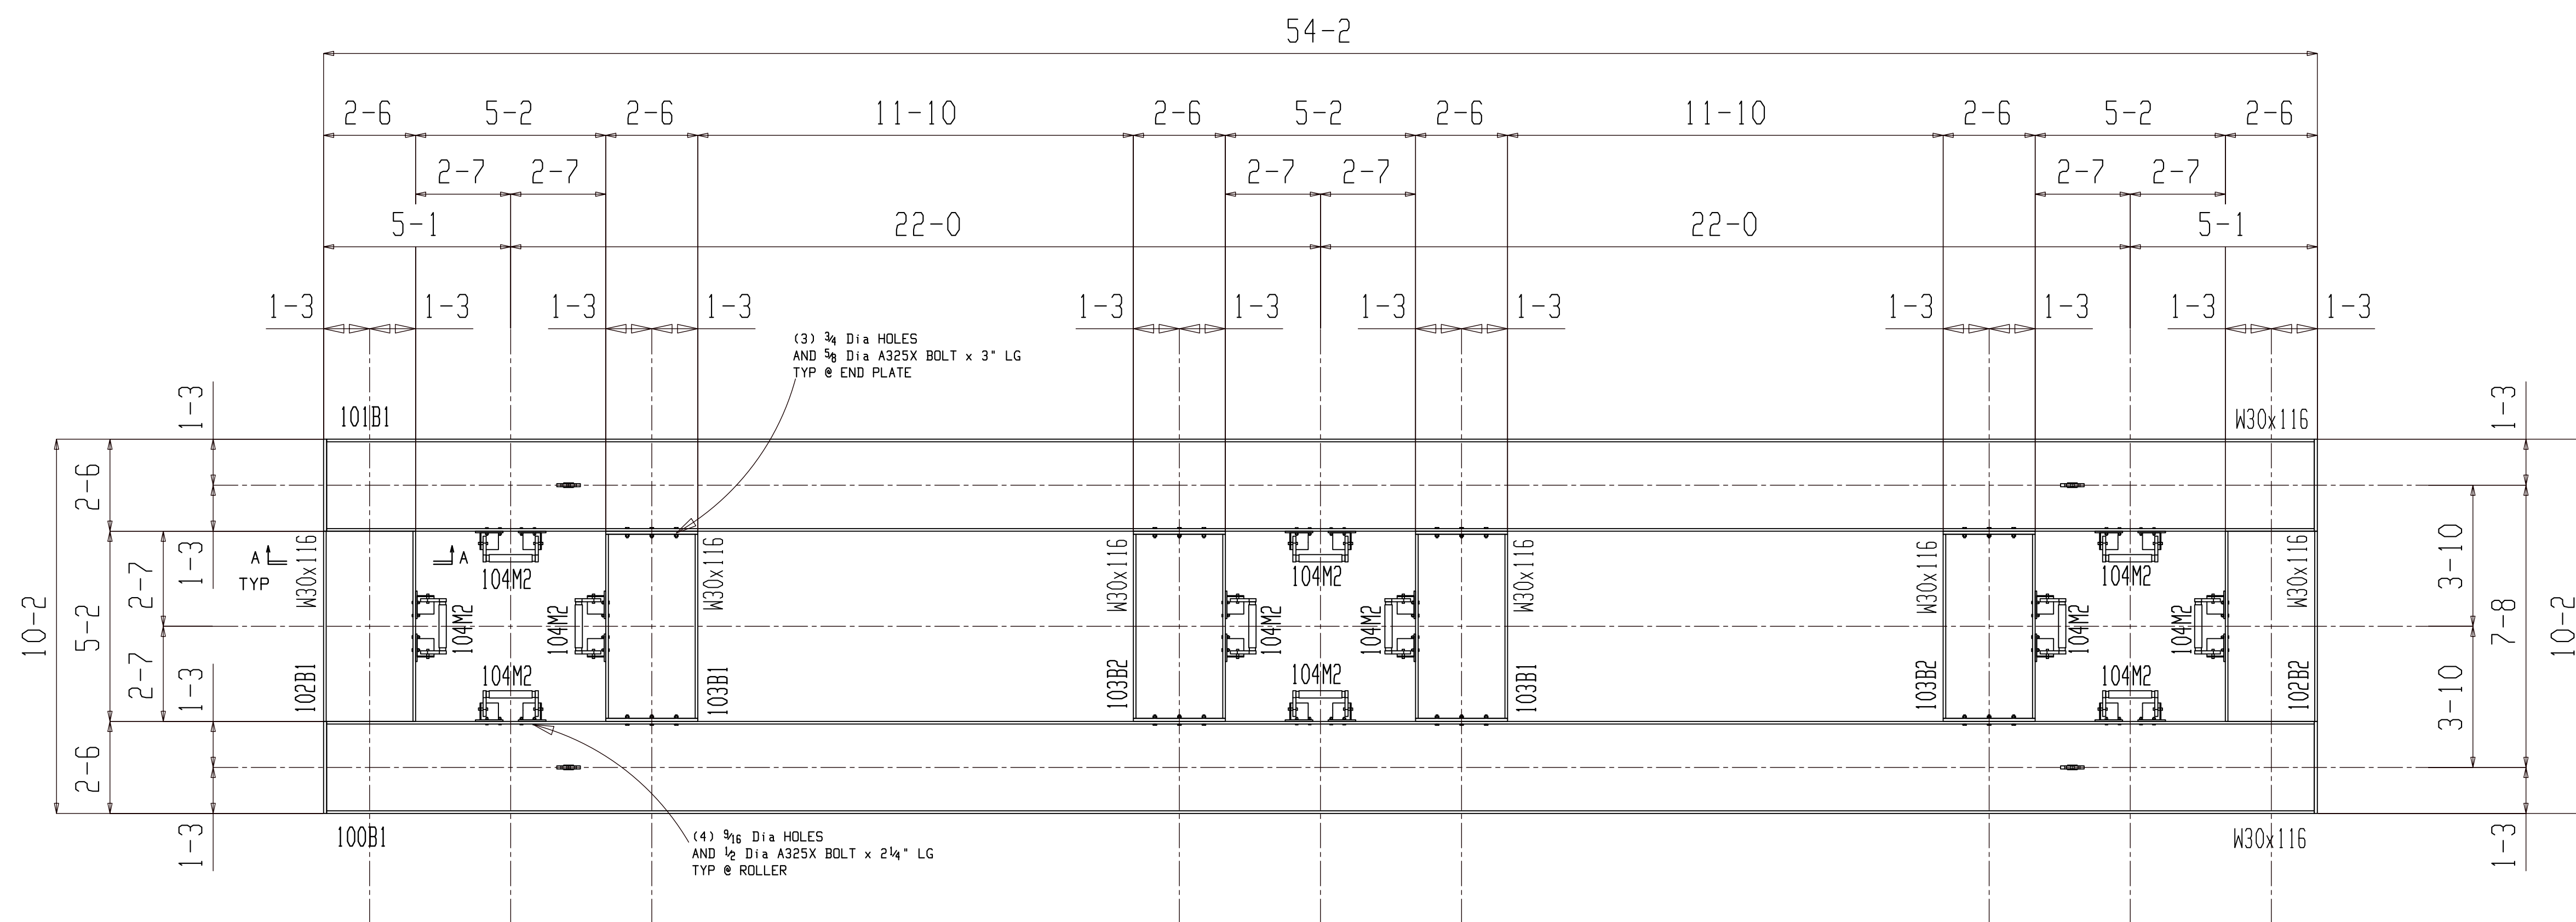 54-2
2-6 5-2 2-6 11-10 2-6 5-2 2-6 11-10 2-6 5-2 2-6
2-7 2-7 2-7 2-7 2-7 2-7
5-1 22-0 22-0 5-1
1-3 1-3 1-3 1-3 1-3 1-3 1-3 1-3 1-3 1-3 1-3 1-3
(3) 3/4 Dia HOLES
AND 5/8 Dia A325X BOLT x 3" LG
TYP @ END PLATE
101B1
W30x116
1-3
2-6
1-3
10-2
5-2
2-7
2-7
1-3
2-6
1-3
A
A
TYP
W30x116
102B1
104M2
104M2
104M2
104M2
W30x116
103B1
W30x116
103B2
104M2
104M2
104M2
104M2
W30x116
103B1
W30x116
103B2
104M2
104M2
104M2
104M2
W30x116
102B2
1-3
3-10
7-8
10-2
3-10
1-3
100B1
(4) 9/16 Dia HOLES
AND 1/2 Dia A325X BOLT x 2 1/4" LG
TYP @ ROLLER
W30x116